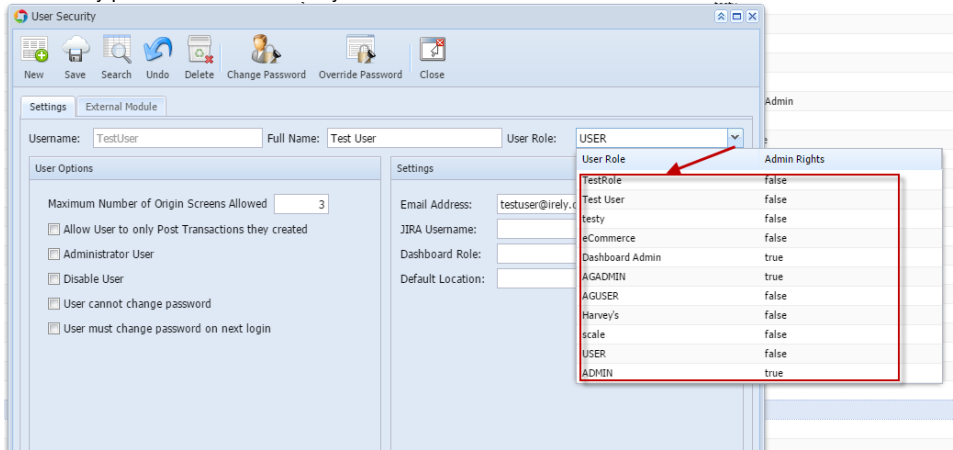 User Security
New Save Search Undo Delete Change Password Override Password Close
Settings External Module
Admin
Username: TestUser Full Name: Test User User Role: USER
User Options Settings User Role Admin Rights
TestRole false
Maximum Number of Origin Screens Allowed 3 Email Address: testuser@irely.c Test User false
Allow User to only Post Transactions they created JIRA Username: testy false
eCommerce false
Administrator User Dashboard Role: Dashboard Admin true
Disable User Default Location: AGADMIN true
AGUSER false
User cannot change password Harvey's false
User must change password on next login scale false
USER false
ADMIN true